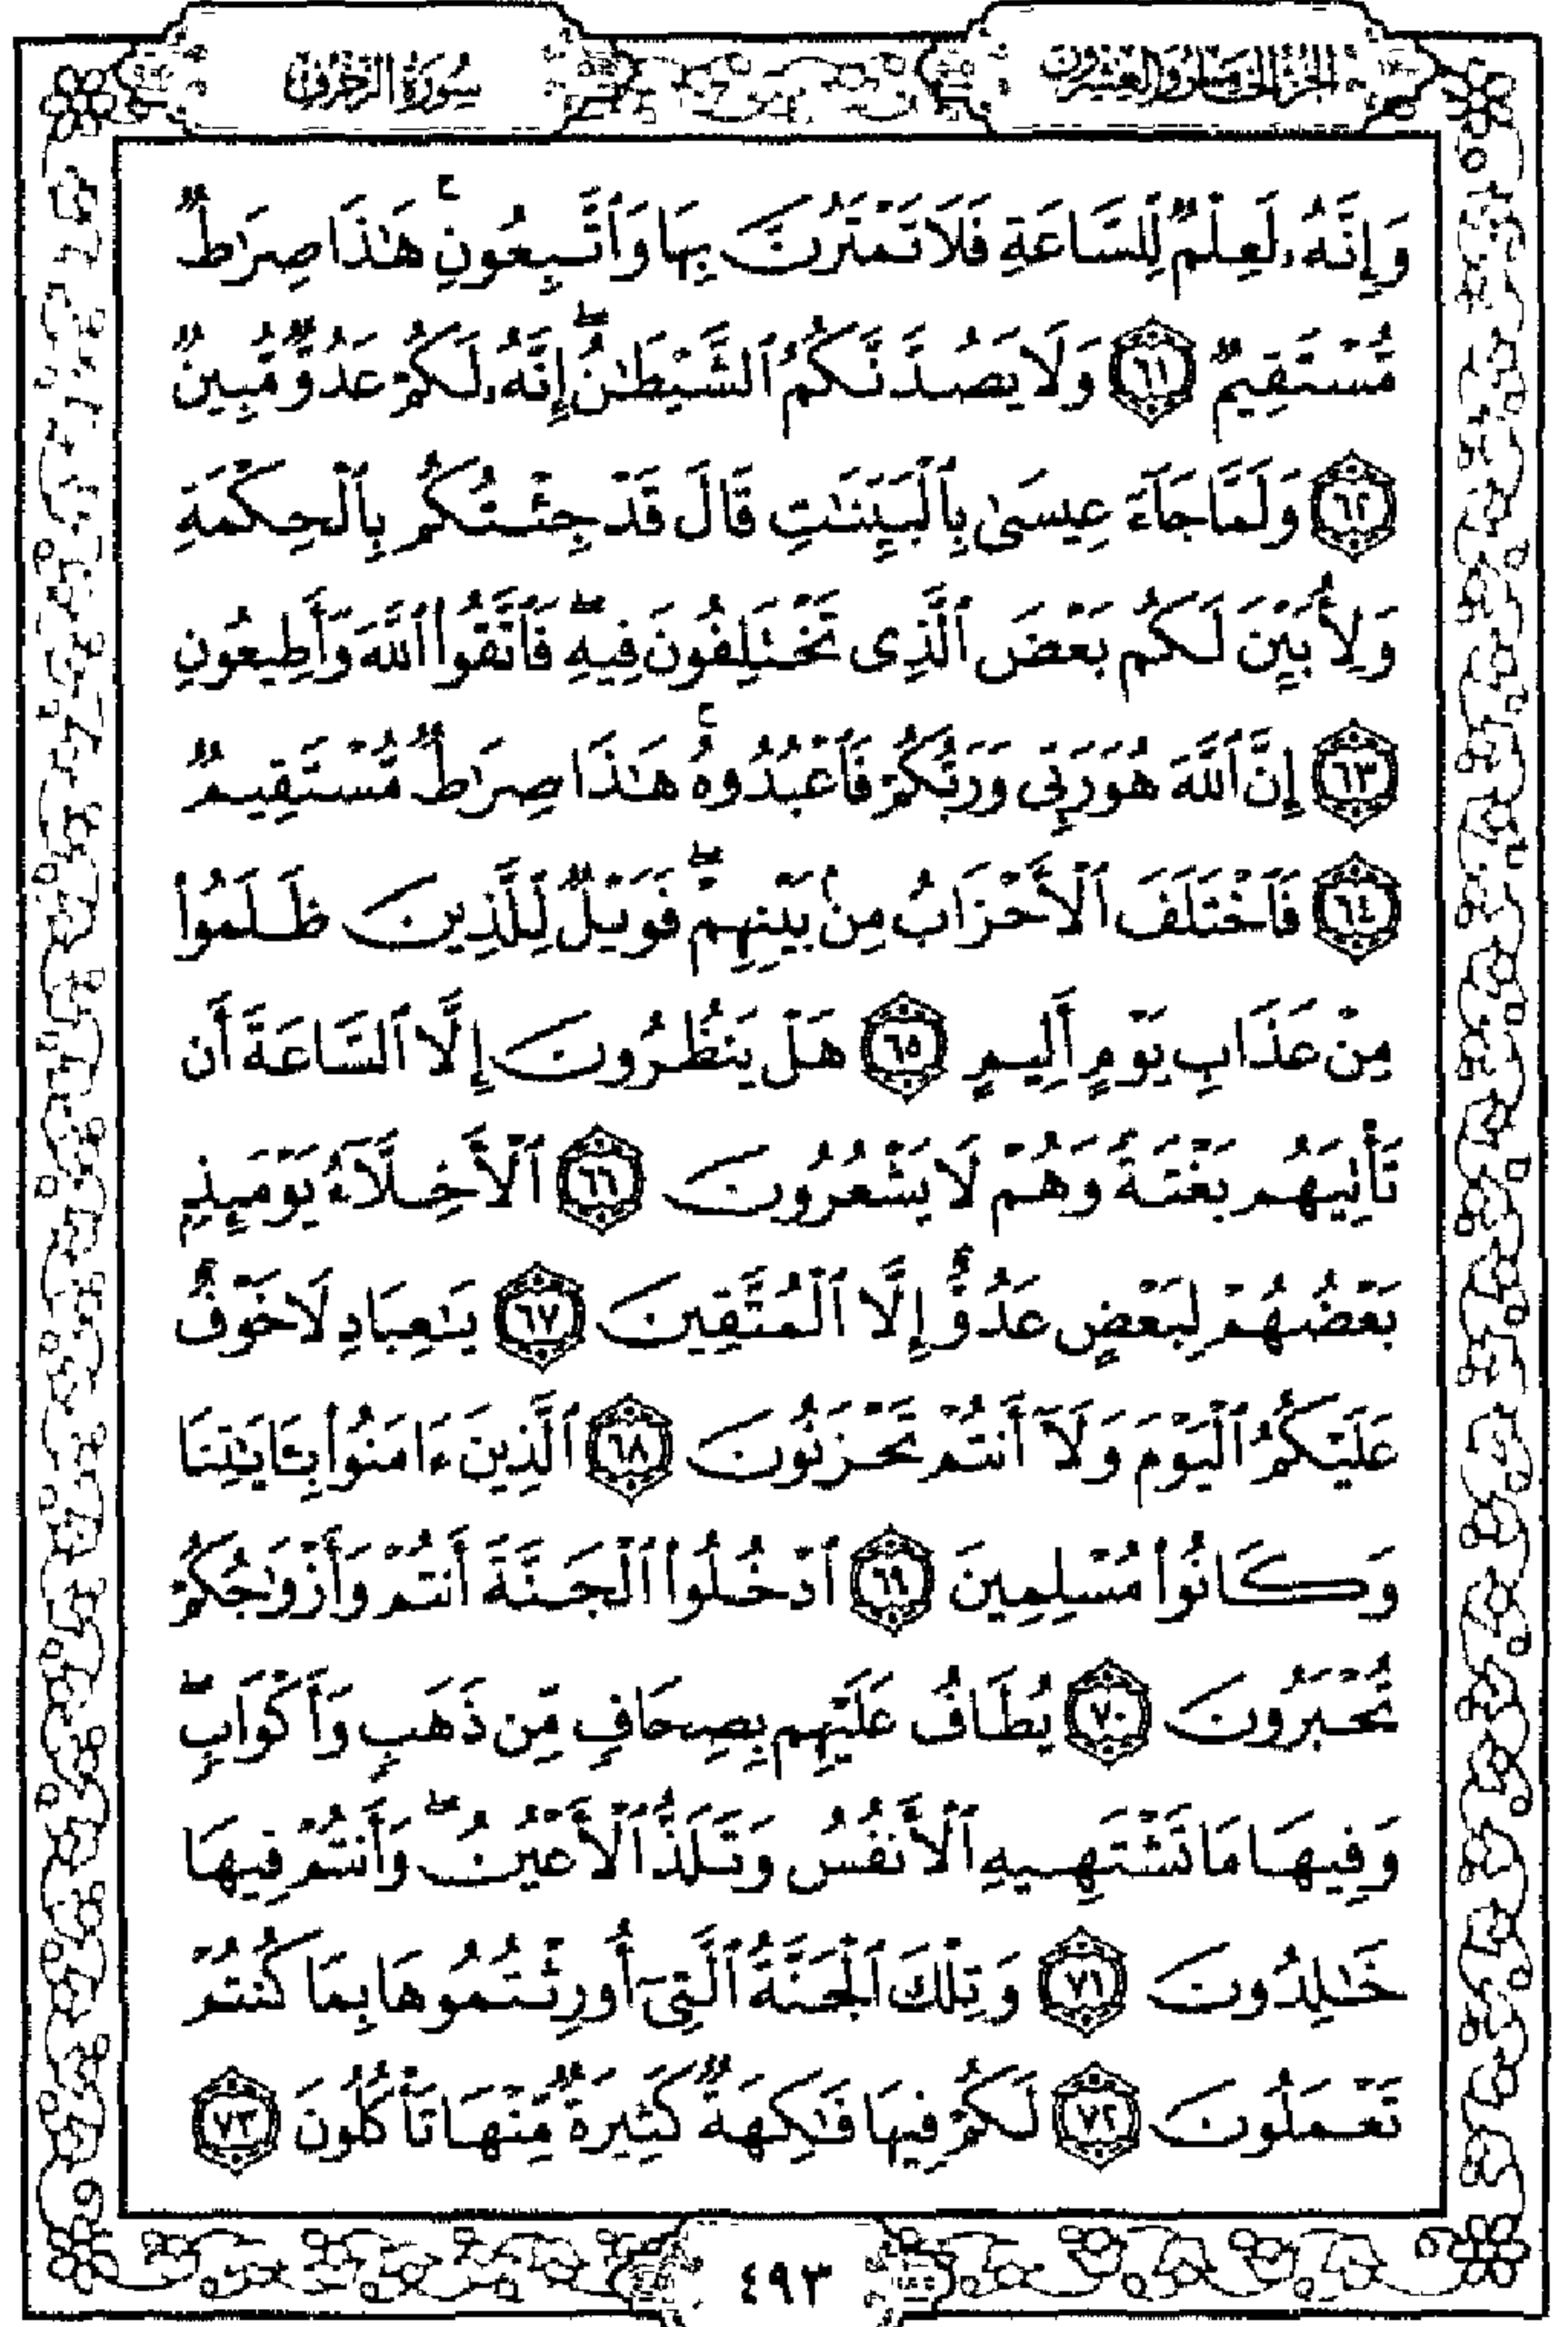 الجزء الخامس والعشرون
سورة الزخرف
وَإِنَّهُۥ لَعِلْمٌ لِّلسَّاعَةِ فَلَا تَمْتَرُنَّ بِهَا وَٱتَّبِعُونِ ۚ هَـٰذَا صِرَٰطٌ
مُّسْتَقِيمٌ ٦١ وَلَا يَصُدَّنَّكُمُ ٱلشَّيْطَـٰنُ ۖ إِنَّهُۥ لَكُمْ عَدُوٌّ مُّبِينٌ
٦٢ وَلَمَّا جَآءَ عِيسَىٰ بِٱلْبَيِّنَـٰتِ قَالَ قَدْ جِئْتُكُم بِٱلْحِكْمَةِ
وَلِأُبَيِّنَ لَكُم بَعْضَ ٱلَّذِى تَخْتَلِفُونَ فِيهِ ۖ فَٱتَّقُوا۟ ٱللَّهَ وَأَطِيعُونِ
٦٣ إِنَّ ٱللَّهَ هُوَ رَبِّى وَرَبُّكُمْ فَٱعْبُدُوهُ ۚ هَـٰذَا صِرَٰطٌ مُّسْتَقِيمٌ
٦٤ فَٱخْتَلَفَ ٱلْأَحْزَابُ مِنۢ بَيْنِهِمْ ۖ فَوَيْلٌ لِّلَّذِينَ ظَلَمُوا۟
مِنْ عَذَابِ يَوْمٍ أَلِيمٍ ٦٥ هَلْ يَنظُرُونَ إِلَّا ٱلسَّاعَةَ أَن
تَأْتِيَهُم بَغْتَةً وَهُمْ لَا يَشْعُرُونَ ٦٦ ٱلْأَخِلَّآءُ يَوْمَئِذٍۭ
بَعْضُهُمْ لِبَعْضٍ عَدُوٌّ إِلَّا ٱلْمُتَّقِينَ ٦٧ يَـٰعِبَادِ لَا خَوْفٌ
عَلَيْكُمُ ٱلْيَوْمَ وَلَآ أَنتُمْ تَحْزَنُونَ ٦٨ ٱلَّذِينَ ءَامَنُوا۟ بِـَٔايَـٰتِنَا
وَكَانُوا۟ مُسْلِمِينَ ٦٩ ٱدْخُلُوا۟ ٱلْجَنَّةَ أَنتُمْ وَأَزْوَٰجُكُمْ
تُحْبَرُونَ ٧٠ يُطَافُ عَلَيْهِم بِصِحَافٍ مِّن ذَهَبٍ وَأَكْوَابٍ ۖ
وَفِيهَا مَا تَشْتَهِيهِ ٱلْأَنفُسُ وَتَلَذُّ ٱلْأَعْيُنُ ۖ وَأَنتُمْ فِيهَا
خَـٰلِدُونَ ٧١ وَتِلْكَ ٱلْجَنَّةُ ٱلَّتِىٓ أُورِثْتُمُوهَا بِمَا كُنتُمْ
تَعْمَلُونَ ٧٢ لَكُمْ فِيهَا فَـٰكِهَةٌ كَثِيرَةٌ مِّنْهَا تَأْكُلُونَ ٧٣
٤٩٣